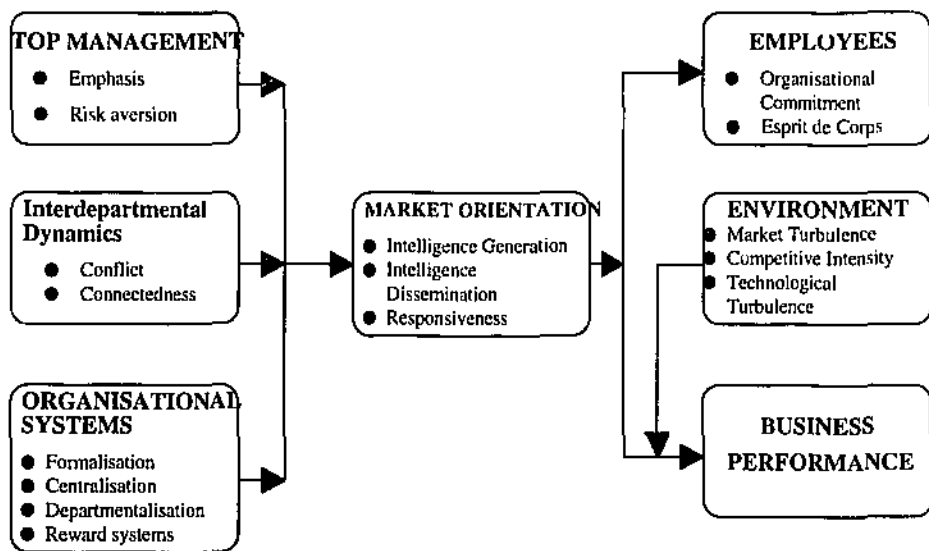 TOP MANAGEMENT
Emphasis
Risk aversion
Interdepartmental
Dynamics
Conflict
Connectedness
ORGANISATIONAL
SYSTEMS
Formalisation
Centralisation
Departmentalisation
Reward systems
MARKET ORIENTATION
Intelligence Generation
Intelligence
Dissemination
Responsiveness
EMPLOYEES
Organisational
Commitment
Esprit de Corps
ENVIRONMENT
Market Turbulence
Competitive Intensity
Technological
Turbulence
BUSINESS
PERFORMANCE